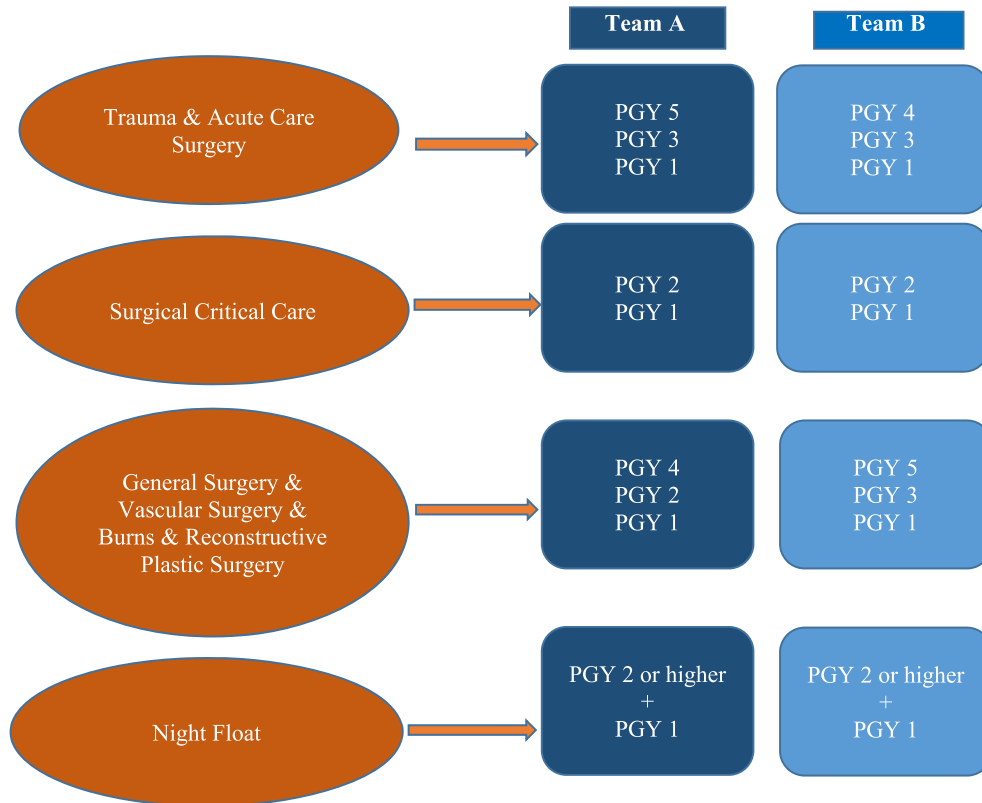 Team A
Team B
Trauma & Acute Care
Surgery
PGY 5
PGY 3
PGY 1
PGY 4
PGY 3
PGY 1
Surgical Critical Care
PGY 2
PGY 1
PGY 2
PGY 1
General Surgery &
Vascular Surgery &
Burns & Reconstructive
Plastic Surgery
PGY 4
PGY 2
PGY 1
PGY 5
PGY 3
PGY 1
Night Float
PGY 2 or higher
+
PGY 1
PGY 2 or higher
+
PGY 1